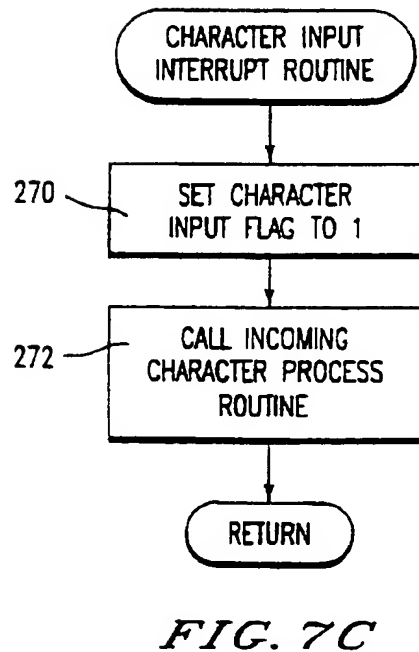 CHARACTER INPUT
INTERRUPT ROUTINE
270
SET CHARACTER
INPUT FLAG TO 1
272
CALL INCOMING
CHARACTER PROCESS
ROUTINE
RETURN
FIG. 7C